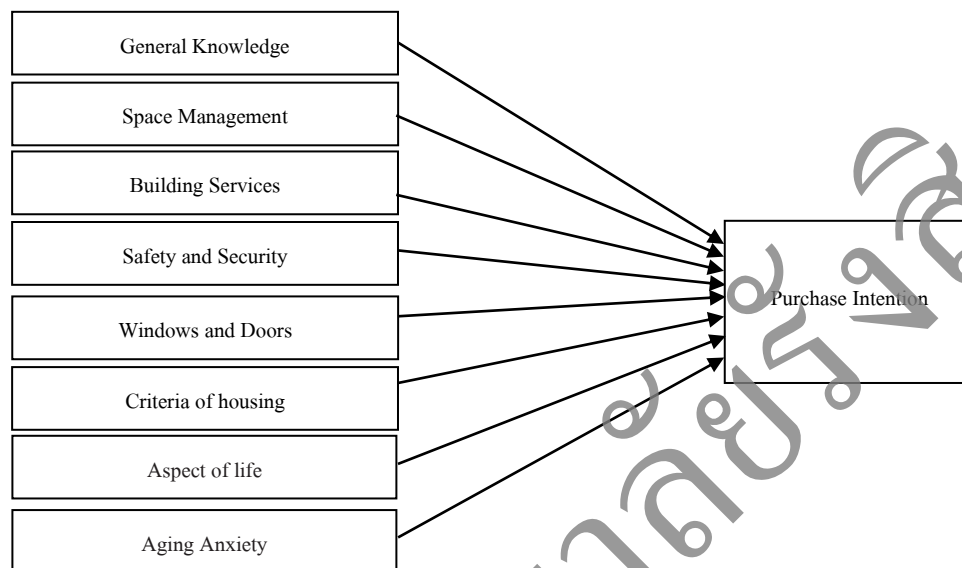 General Knowledge
Space Management
Building Services
Safety and Security
Windows and Doors
Criteria of housing
Aspect of life
Aging Anxiety
Purchase Intention